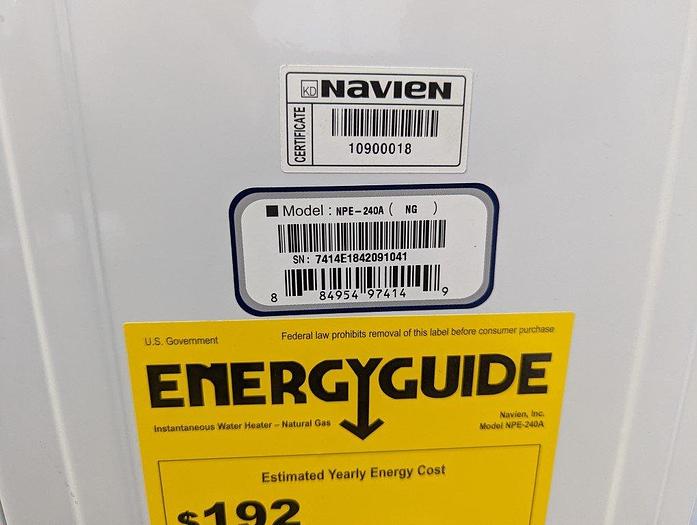 KD NAVIEN
CERTIFICATE
10900018
Model : NPE-240A ( NG )
SN: 7414E1842091041
8 84954 97414 9
U.S. Government
Federal law prohibits removal of this label before consumer purchase
ENERGYGUIDE
Instantaneous Water Heater – Natural Gas
Navien, Inc.
Model NPE-240A
Estimated Yearly Energy Cost
$192